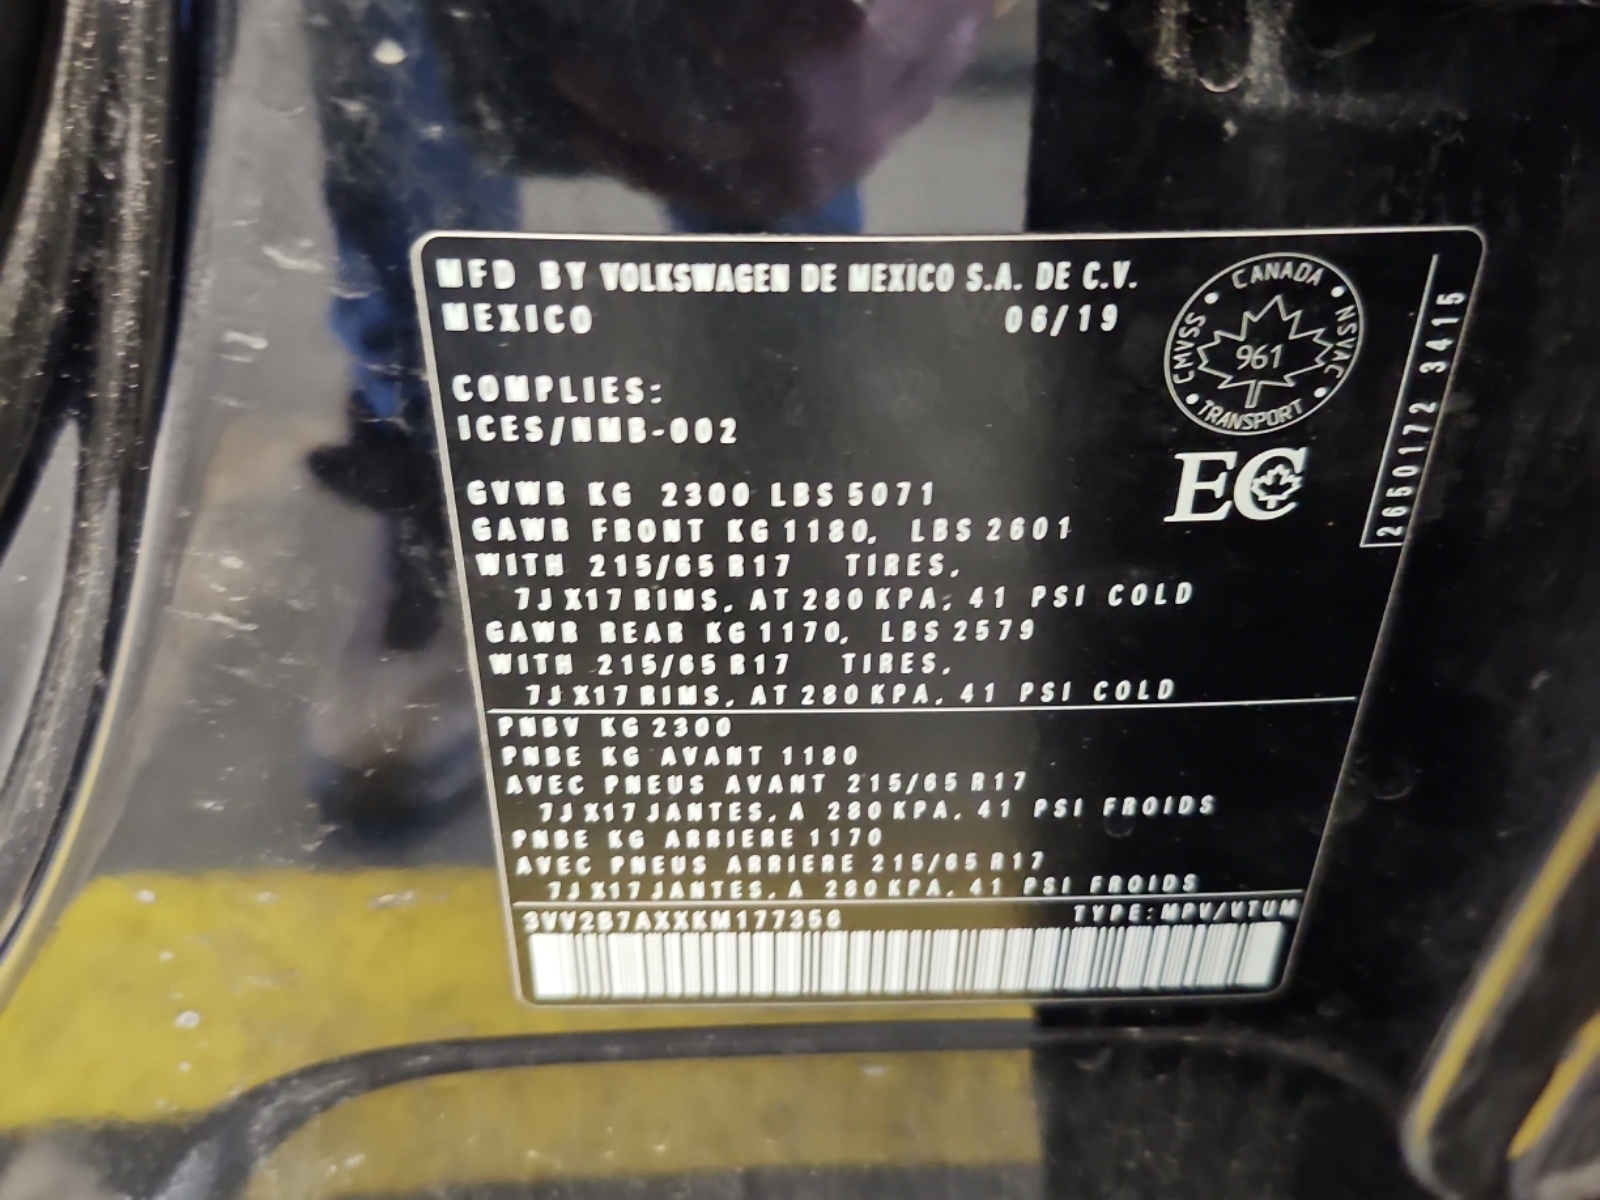 MFD BY VOLKSWAGEN DE MEXICO S.A. DE C.V.
MEXICO 06/19
CANADA
NSVAC
TRANSPORT
CMVSS
961
COMPLIES:
ICES/NMB-002
EC
2650172 3415
GVWR KG 2300 LBS 5071
GAWR FRONT KG 1180, LBS 2601
WITH 215/65 R17 TIRES,
7J X17 RIMS, AT 280 KPA, 41 PSI COLD
GAWR REAR KG 1170, LBS 2579
WITH 215/65 R17 TIRES,
7J X17 RIMS, AT 280 KPA, 41 PSI COLD
PNBV KG 2300
PNBE KG AVANT 1180
AVEC PNEUS AVANT 215/65 R17
7J X17 JANTES, A 280 KPA, 41 PSI FROIDS
PNBE KG ARRIERE 1170
AVEC PNEUS ARRIERE 215/65 R17
7J X17 JANTES, A 280 KPA, 41 PSI FROIDS
3VV2B7AXXKM177356 TYPE: MPV/VTUM